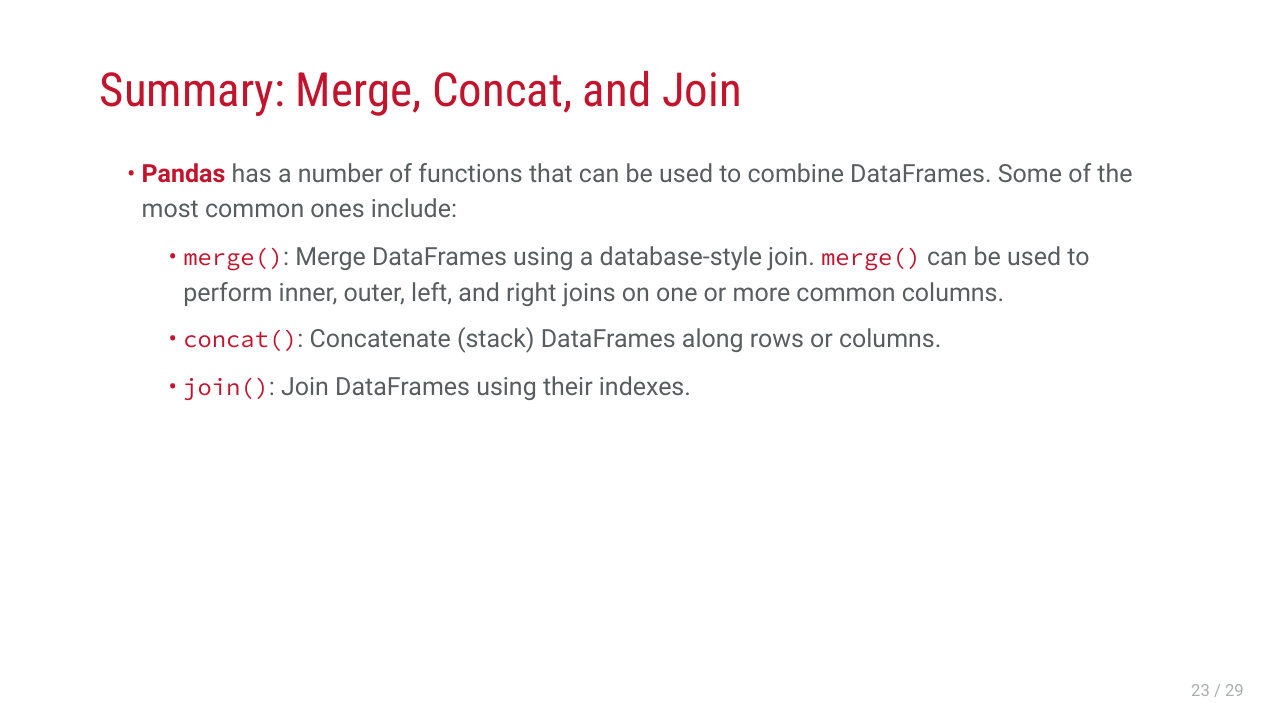 Summary: Merge, Concat, and Join
• Pandas has a number of functions that can be used to combine DataFrames. Some of the
most common ones include:
• merge(): Merge DataFrames using a database-style join. merge() can be used to
perform inner, outer, left, and right joins on one or more common columns.
• concat(): Concatenate (stack) DataFrames along rows or columns.
• join(): Join DataFrames using their indexes.
23 / 29